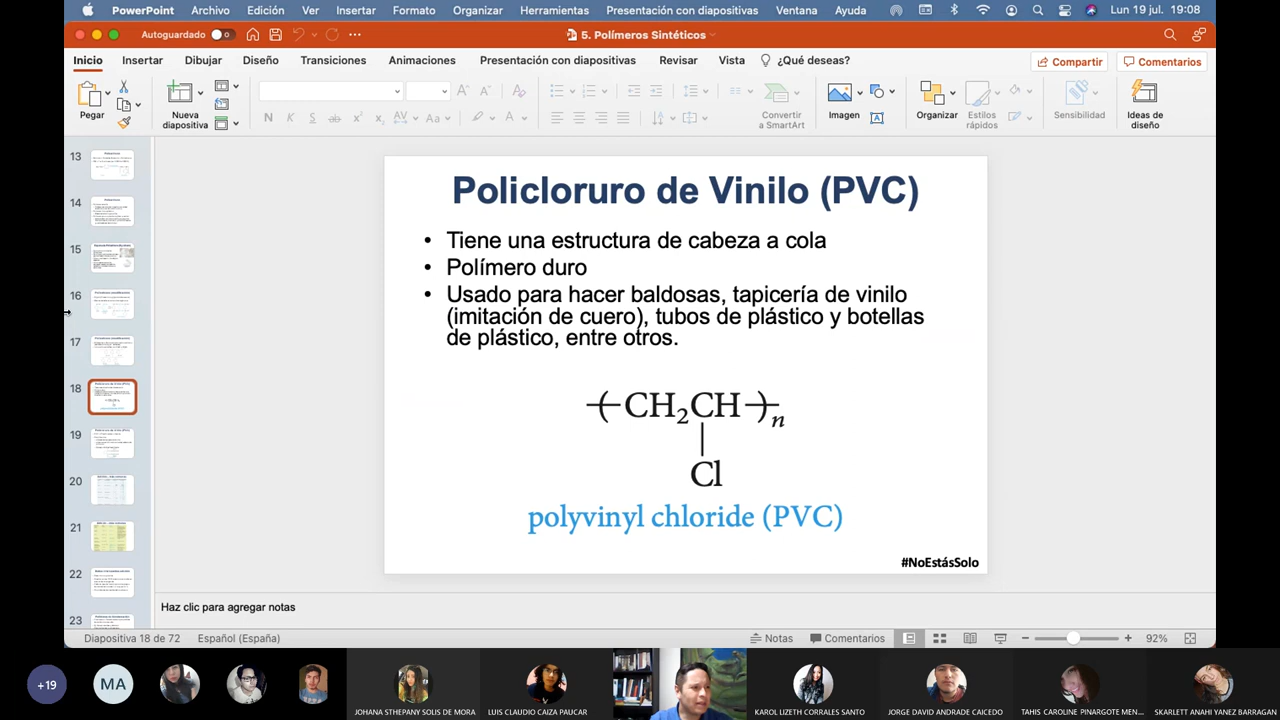 PowerPoint Archivo Edición Ver Insertar Formato Organizar Herramientas Presentación con diapositivas Ventana Ayuda Lun 19 jul. 19:08
Autoguardado 5. Polímeros Sintéticos
Inicio Insertar Dibujar Diseño Transiciones Animaciones Presentación con diapositivas Revisar Vista ¿Qué deseas? Compartir Comentarios
Pegar
Nueva
diapositiva
Convertir
a SmartArt
Imagen
Organizar
Estilos
rápidos
Sensibilidad
Ideas de
diseño
13
14
15
16
17
18
19
20
21
22
23
Policloruro de Vinilo (PVC)
• Tiene una estructura de cabeza a cola
• Polímero duro
• Usado para hacer baldosas, tapicería de vinilo
(imitación de cuero), tubos de plástico y botellas
de plástico, entre otros.
(CH2CH)n
Cl
polyvinyl chloride (PVC)
#NoEstásSolo
Haz clic para agregar notas
Diapositiva 18 de 72 Español (España) Notas Comentarios 92%
+19 MA
JOHANA STHEPANY SOLIS DE MORA LUIS CLAUDIO CAIZA PAUCAR KAROL LIZETH CORRALES SANTO JORGE DAVID ANDRADE CAICEDO TAHIS CAROLINE PINARGOTE MEN... SKARLETT ANAHI YANEZ BARRAGAN